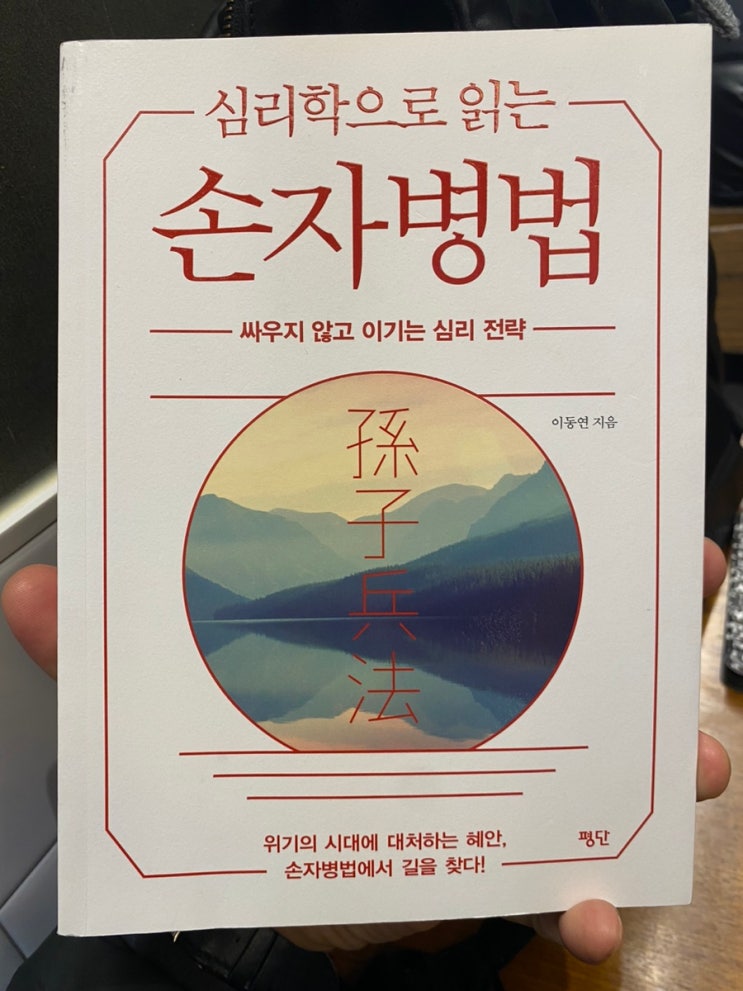 심리학으로 읽는
손자병법
싸우지 않고 이기는 심리 전략
이동연 지음
孫
子
兵
法
위기의 시대에 대처하는 혜안,
손자병법에서 길을 찾다!
평단